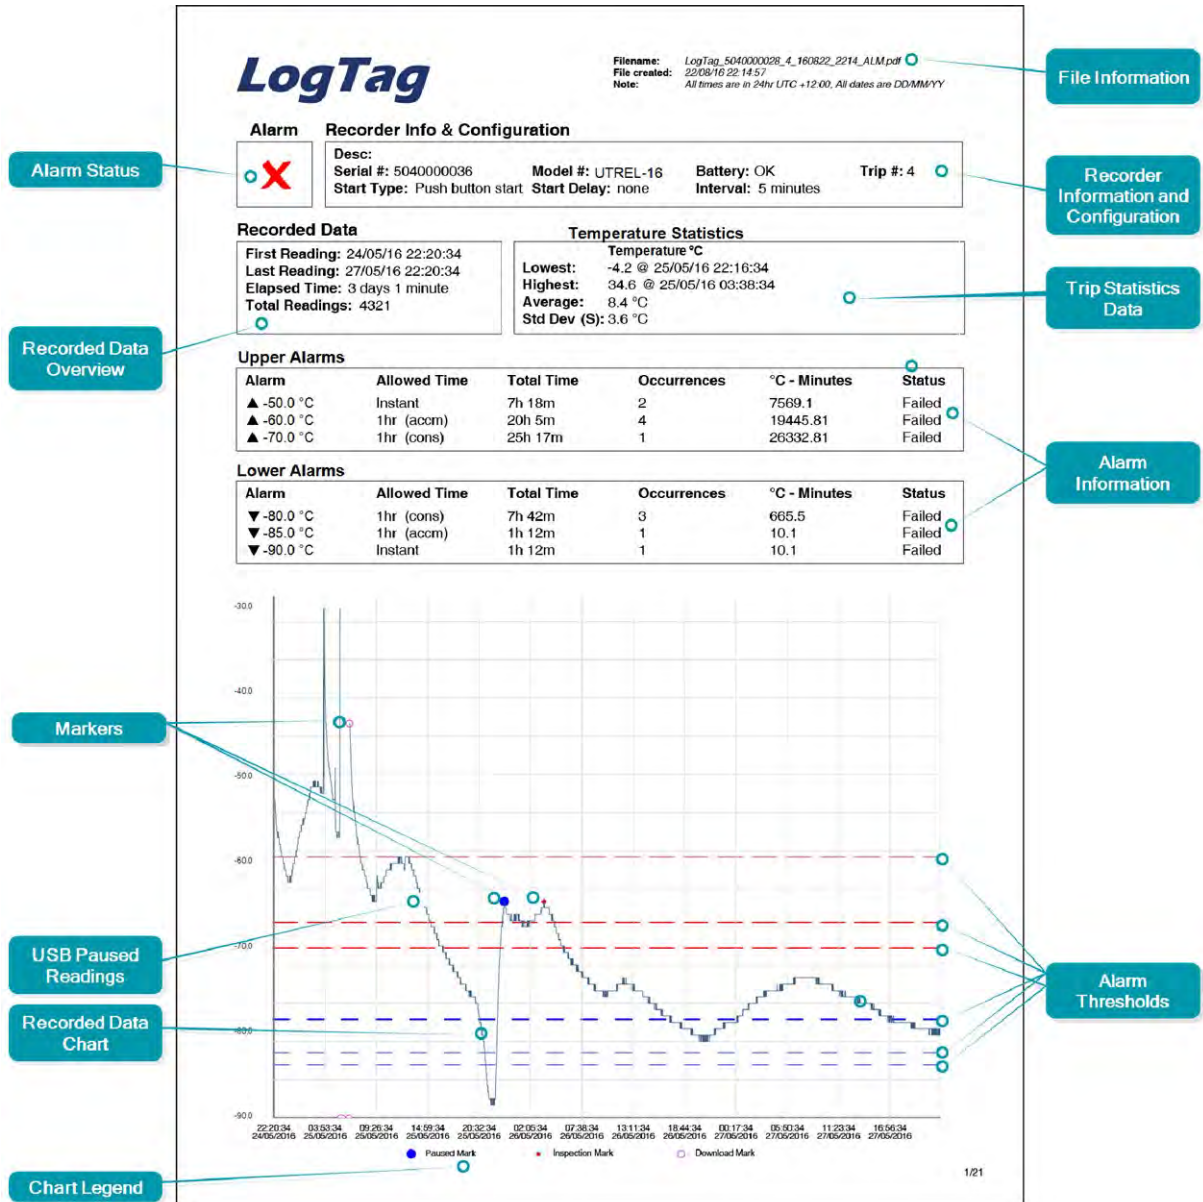 LogTag
Filename: LogTag_5040000028_4_160822_2214_ALM.pdf
File created: 22/08/16 22:14:57
Note: All times are in 24hr UTC +12:00, All dates are DD/MM/YY
File Information
Alarm
Recorder Info & Configuration
Alarm Status
Desc:
Serial #: 5040000036 Model #: UTREL-16 Battery: OK Trip #: 4
Start Type: Push button start Start Delay: none Interval: 5 minutes
Recorder
Information and
Configuration
Recorded Data
First Reading: 24/05/16 22:20:34
Last Reading: 27/05/16 22:20:34
Elapsed Time: 3 days 1 minute
Total Readings: 4321
Temperature Statistics
Temperature °C
Lowest: -4.2 @ 25/05/16 22:16:34
Highest: 34.6 @ 25/05/16 03:38:34
Average: 8.4 °C
Std Dev (S): 3.6 °C
Trip Statistics
Data
Recorded Data
Overview
Upper Alarms
Alarm Allowed Time Total Time Occurrences °C - Minutes Status
▲ -50.0 °C Instant 7h 18m 2 7569.1 Failed
▲ -60.0 °C 1hr (accm) 20h 5m 4 19445.81 Failed
▲ -70.0 °C 1hr (cons) 25h 17m 1 26332.81 Failed
Alarm
Information
Lower Alarms
Alarm Allowed Time Total Time Occurrences °C - Minutes Status
▼ -80.0 °C 1hr (cons) 7h 42m 3 665.5 Failed
▼ -85.0 °C 1hr (accm) 1h 12m 1 10.1 Failed
▼ -90.0 °C Instant 1h 12m 1 10.1 Failed
-30.0
-40.0
Markers
-50.0
-60.0
USB Paused
Readings
-70.0
Alarm
Thresholds
Recorded Data
Chart
-80.0
-90.0
22:20:34 03:53:34 09:26:34 14:59:34 20:32:34 02:05:34 07:38:34 13:11:34 18:44:34 00:17:34 05:50:34 11:23:34 16:56:34
24/05/2016 25/05/2016 25/05/2016 25/05/2016 25/05/2016 26/05/2016 26/05/2016 26/05/2016 26/05/2016 27/05/2016 27/05/2016 27/05/2016 27/05/2016
Paused Mark Inspection Mark Download Mark
Chart Legend
1/21